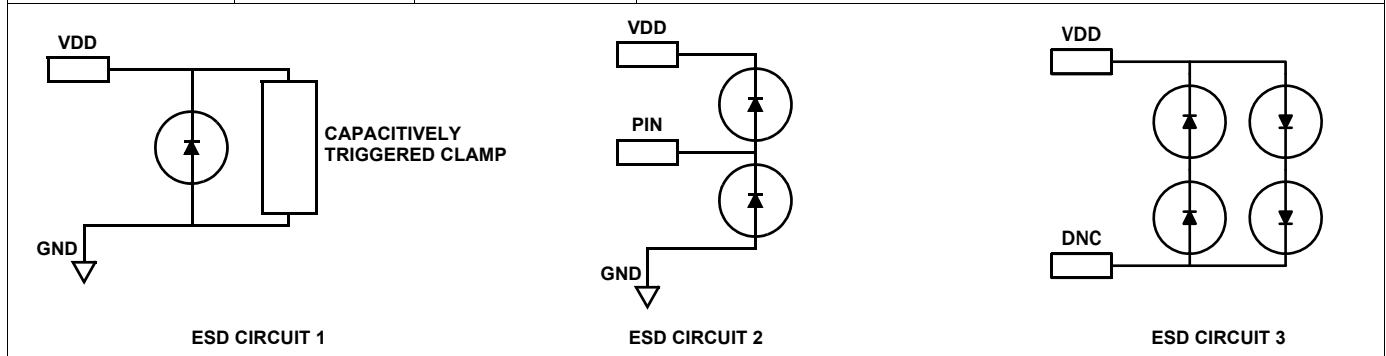 VDD
CAPACITIVELY
TRIGGERED CLAMP
GND
ESD CIRCUIT 1
VDD
PIN
GND
ESD CIRCUIT 2
VDD
DNC
ESD CIRCUIT 3